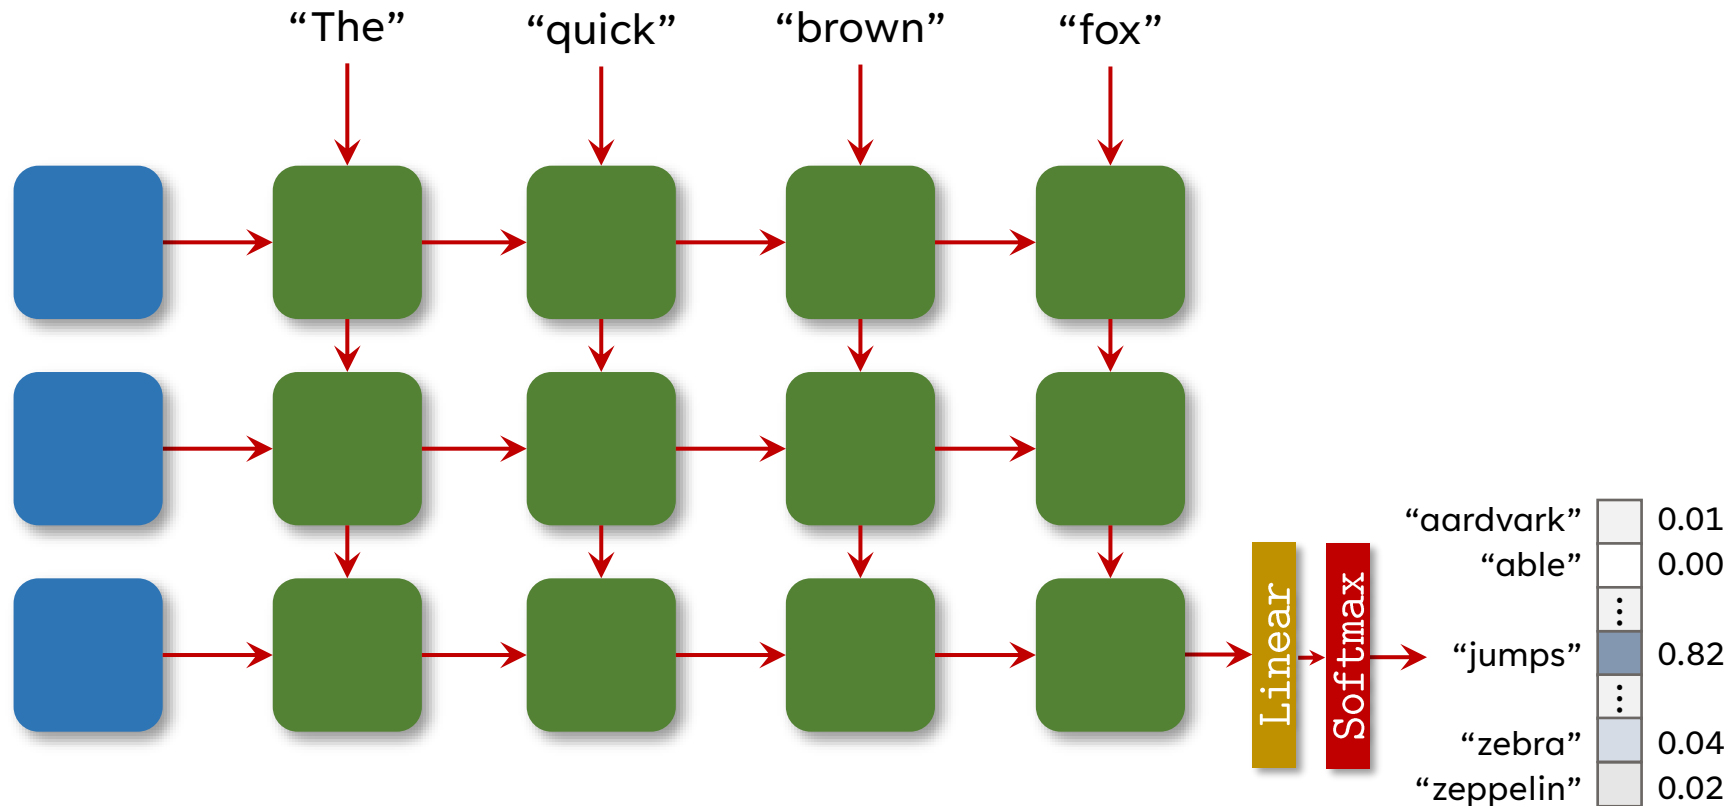 “The” “quick” “brown” “fox”
Linear
Softmax
“aardvark” 0.01
“able” 0.00
...
“jumps” 0.82
...
“zebra” 0.04
“zeppelin” 0.02